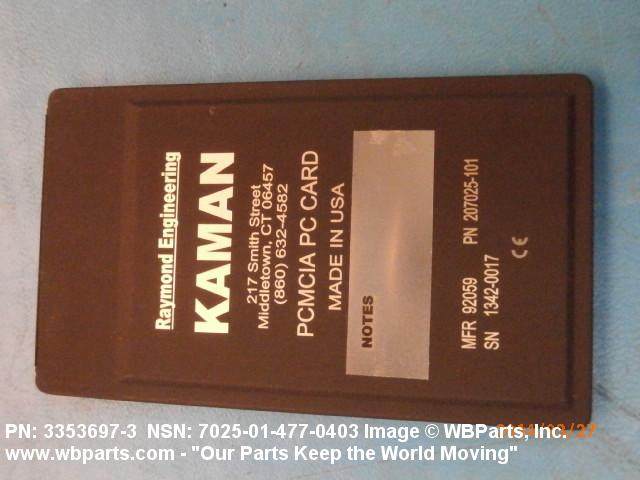 Raymond Engineering
KAMAN
217 Smith Street
Middletown, CT 06457
(860) 632-4582
PCMCIA PC CARD
MADE IN USA
NOTES
MFR 92059 PN 207025-101
SN 1342-0017
CE
PN: 3353697-3 NSN: 7025-01-477-0403 Image © WBParts, Inc.
www.wbparts.com - "Our Parts Keep the World Moving"